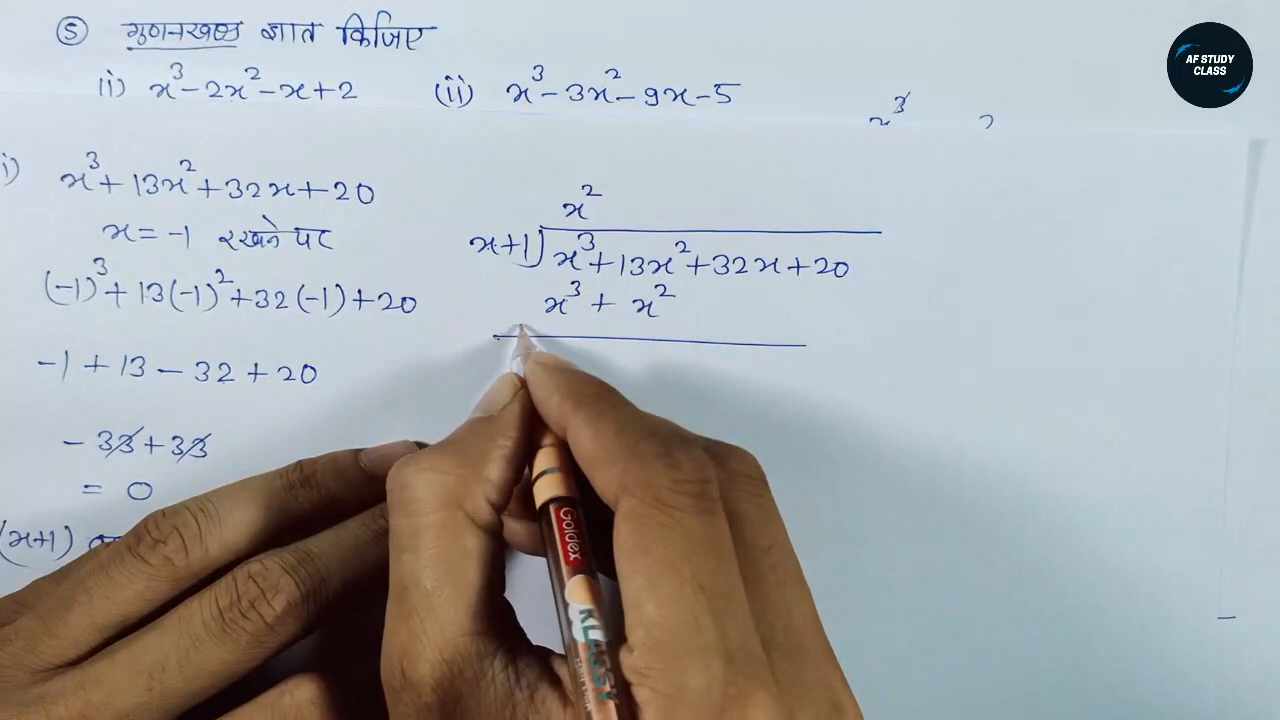 ⑤ गुणनखण्ड ज्ञात किजिए
(i) x³-2x²-x+2 (ii) x³-3x²-9x-5
x³
i) x³+13x²+32x+20
x=-1 रखने पर
(-1)³+13(-1)²+32(-1)+20
-1+13-32+20
-33+33
= 0
(x+1)
x²
x+1) x³+13x²+32x+20
x³+x²
AF STUDY
CLASS
Goldex
KLASSY